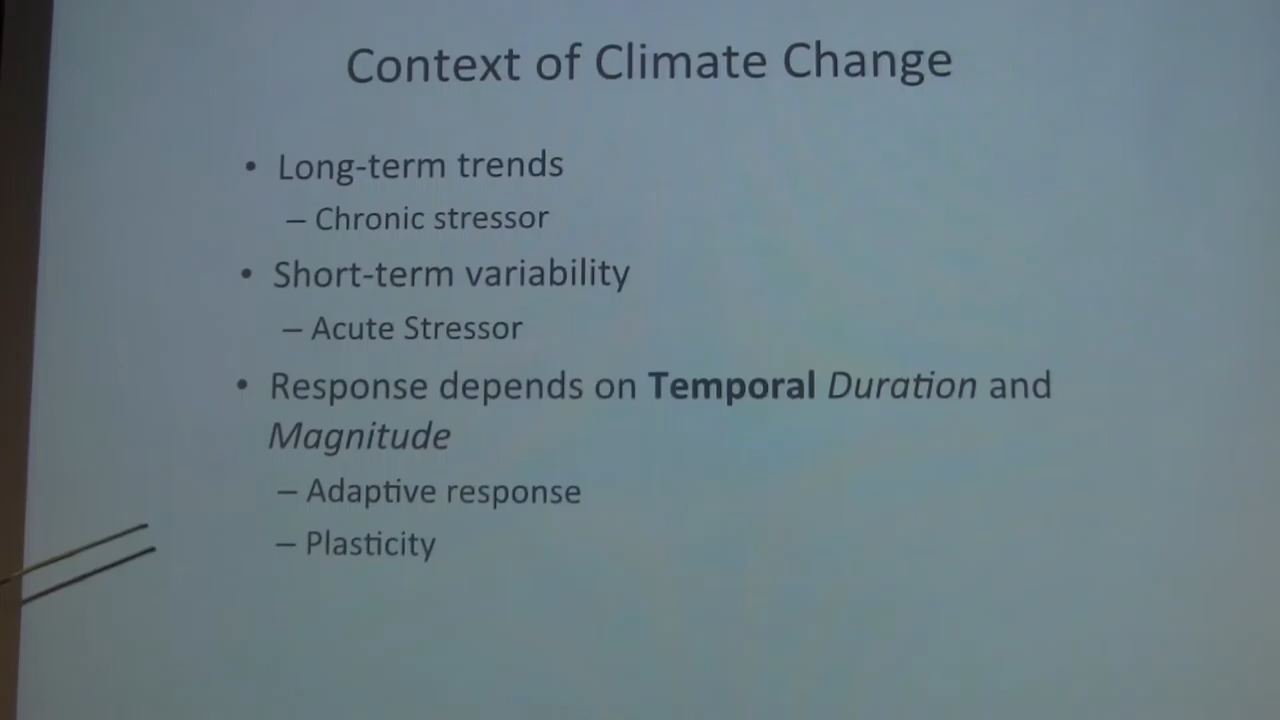 Context of Climate Change
• Long-term trends
– Chronic stressor
• Short-term variability
– Acute Stressor
• Response depends on Temporal Duration and
Magnitude
– Adaptive response
– Plasticity